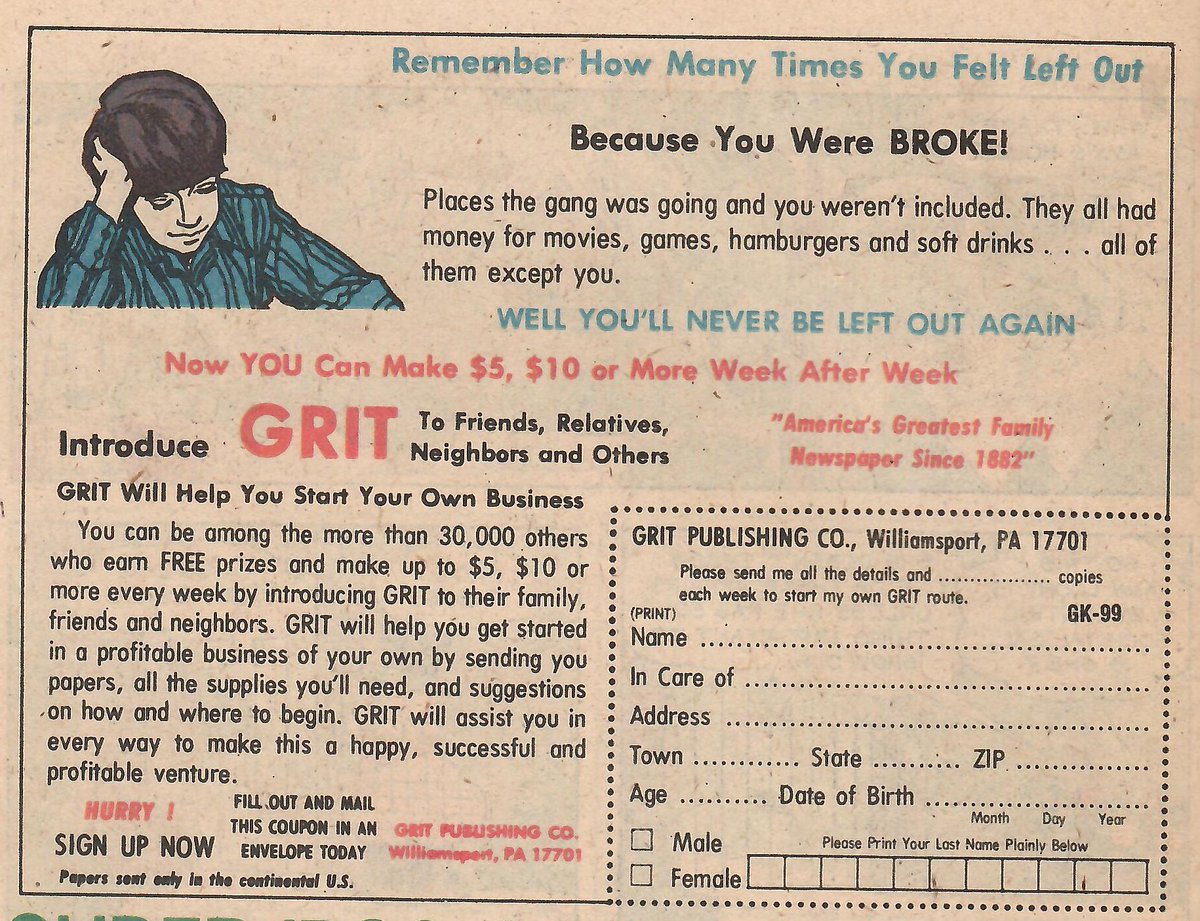 Remember How Many Times You Felt Left Out
Because You Were BROKE!
Places the gang was going and you weren't included. They all had
money for movies, games, hamburgers and soft drinks . . . all of
them except you.
WELL YOU'LL NEVER BE LEFT OUT AGAIN
Now YOU Can Make $5, $10 or More Week After Week
Introduce GRIT To Friends, Relatives,
Neighbors and Others
"America's Greatest Family
Newspaper Since 1882"
GRIT Will Help You Start Your Own Business
You can be among the more than 30,000 others
who earn FREE prizes and make up to $5, $10 or
more every week by introducing GRIT to their family,
friends and neighbors. GRIT will help you get started
in a profitable business of your own by sending you
papers, all the supplies you'll need, and suggestions
on how and where to begin. GRIT will assist you in
every way to make this a happy, successful and
profitable venture.
HURRY !
SIGN UP NOW
FILL OUT AND MAIL
THIS COUPON IN AN
ENVELOPE TODAY
GRIT PUBLISHING CO.
Williamsport, PA 17701
Papers sent only in the continental U.S.
GRIT PUBLISHING CO., Williamsport, PA 17701
Please send me all the details and .................. copies
each week to start my own GRIT route.
(PRINT) GK-99
Name ..................................................
In Care of ..................................................
Address ..................................................
Town ............ State .......... ZIP ................
Age .......... Date of Birth ..........................
Month Day Year
Male Please Print Your Last Name Plainly Below
Female